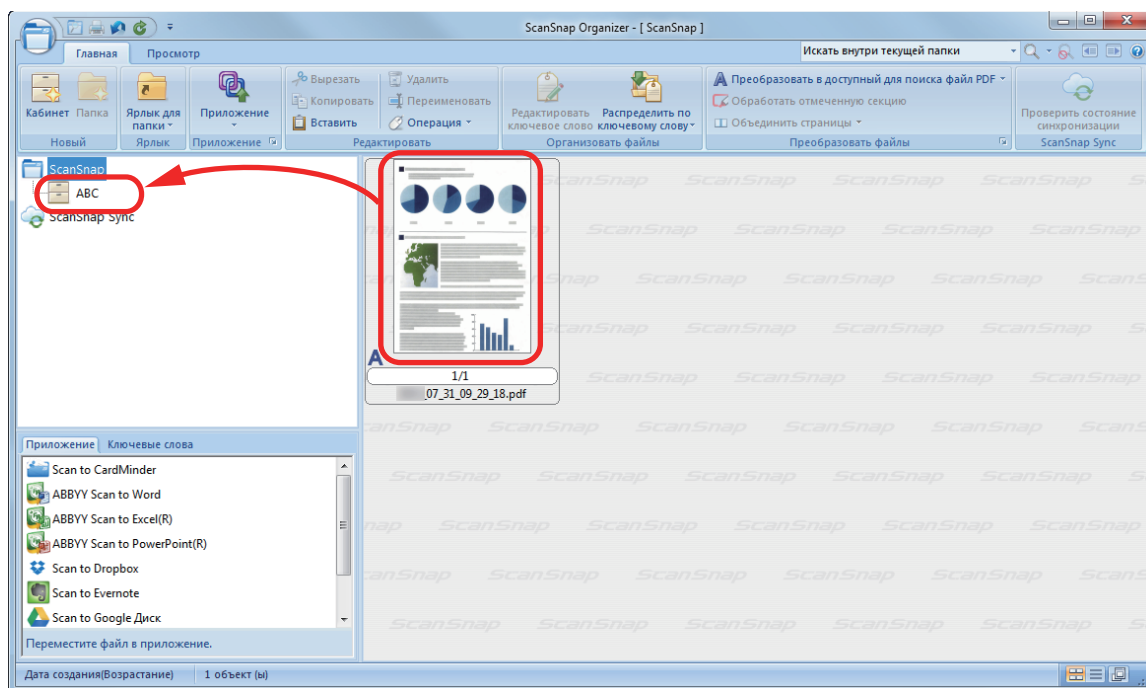 ScanSnap Organizer - [ ScanSnap ]
Главная Просмотр
Искать внутри текущей папки
Кабинет Папка
Ярлык для папки
Приложение
Вырезать
Копировать
Вставить
Удалить
Переименовать
Операция
Редактировать ключевое слово
Распределить по ключевому слову
Преобразовать в доступный для поиска файл PDF
Обработать отмеченную секцию
Объединить страницы
Проверить состояние синхронизации
Новый Ярлык Приложение Редактировать Организовать файлы Преобразовать файлы ScanSnap Sync
ScanSnap
ABC
ScanSnap Sync
A
1/1
_07_31_09_29_18.pdf
Приложение Ключевые слова
Scan to CardMinder
ABBYY Scan to Word
ABBYY Scan to Excel(R)
ABBYY Scan to PowerPoint(R)
Scan to Dropbox
Scan to Evernote
Scan to Google Диск
Переместите файл в приложение.
Дата создания(Возрастание) 1 объект (ы)